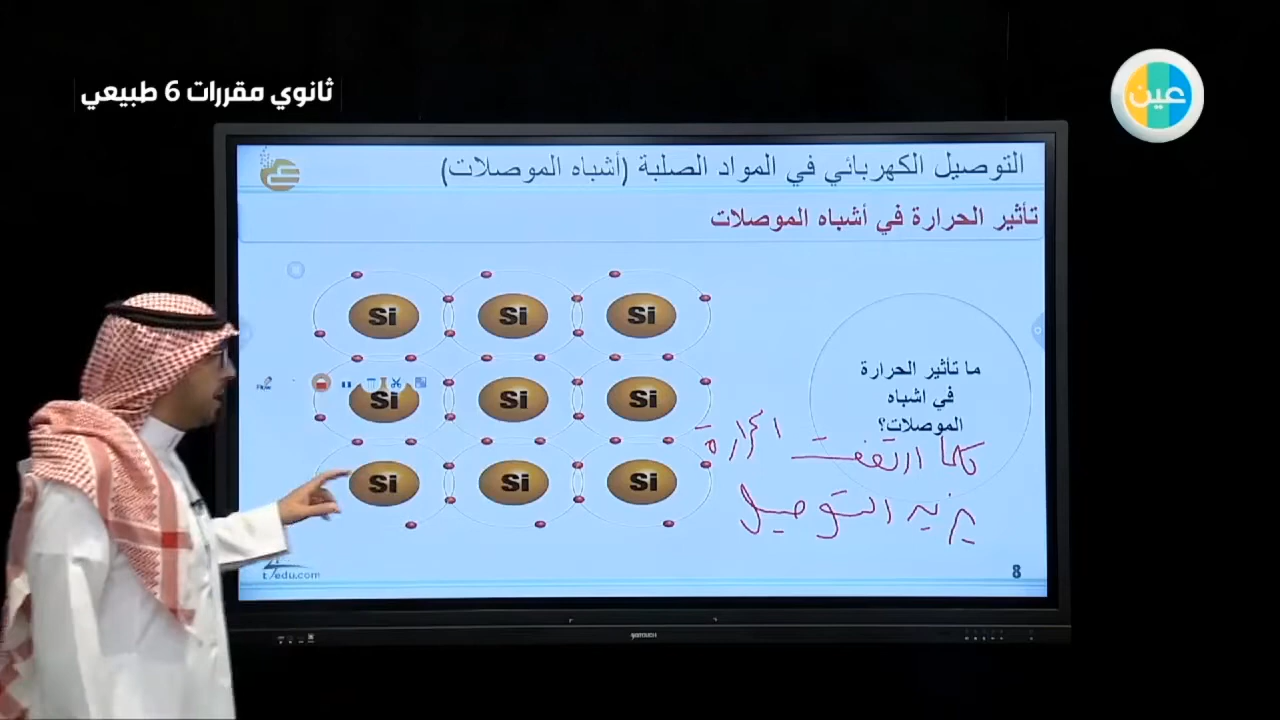 ثانوي مقررات 6 طبيعي
عين
التوصيل الكهربائي في المواد الصلبة (أشباه الموصلات)
تأثير الحرارة في أشباه الموصلات
Si Si Si
Si Si Si
Si Si Si
ما تأثير الحرارة
في اشباه
الموصلات؟
كلما ارتفعت الحرارة
يزيد التوصيل
t7edu.com
8